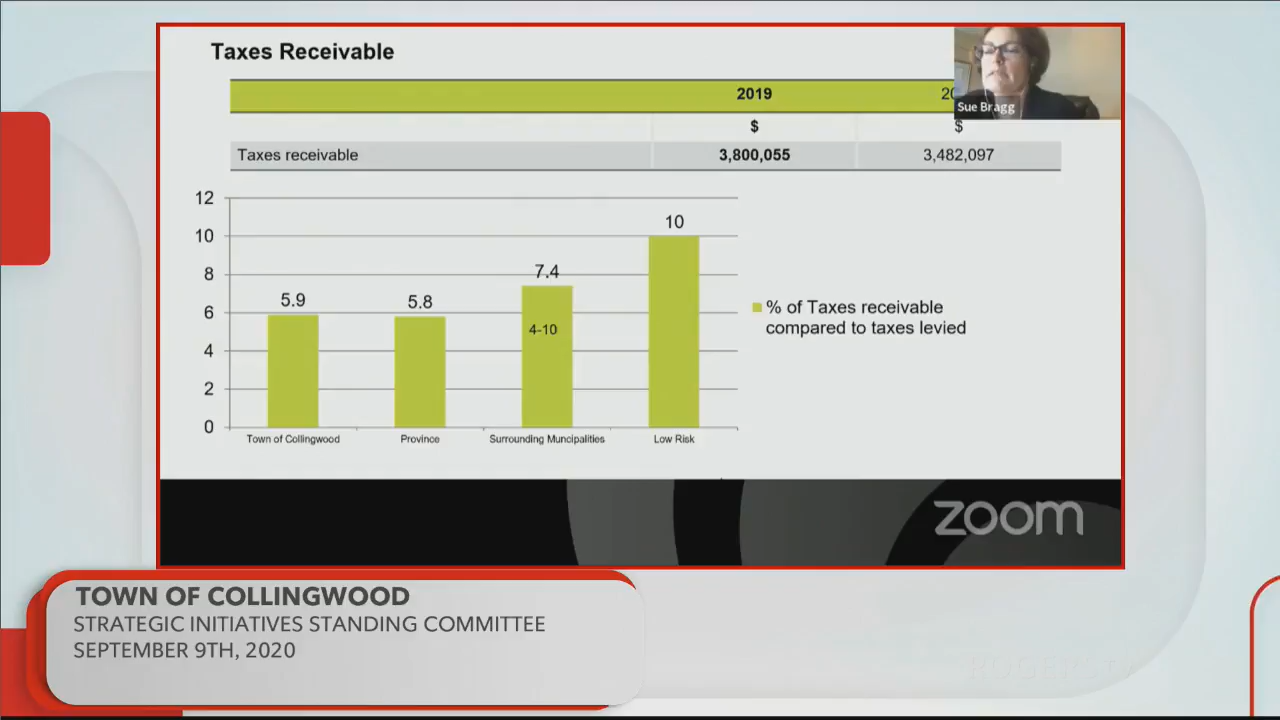 Taxes Receivable
2019
20
Sue Bragg
$ $
Taxes receivable 3,800,055 3,482,097
12
10
8
6
4
2
0
5.9
5.8
7.4
4-10
10
Town of Collingwood Province Surrounding Muncipalities Low Risk
% of Taxes receivable
compared to taxes levied
zoom
TOWN OF COLLINGWOOD
STRATEGIC INITIATIVES STANDING COMMITTEE
SEPTEMBER 9TH, 2020